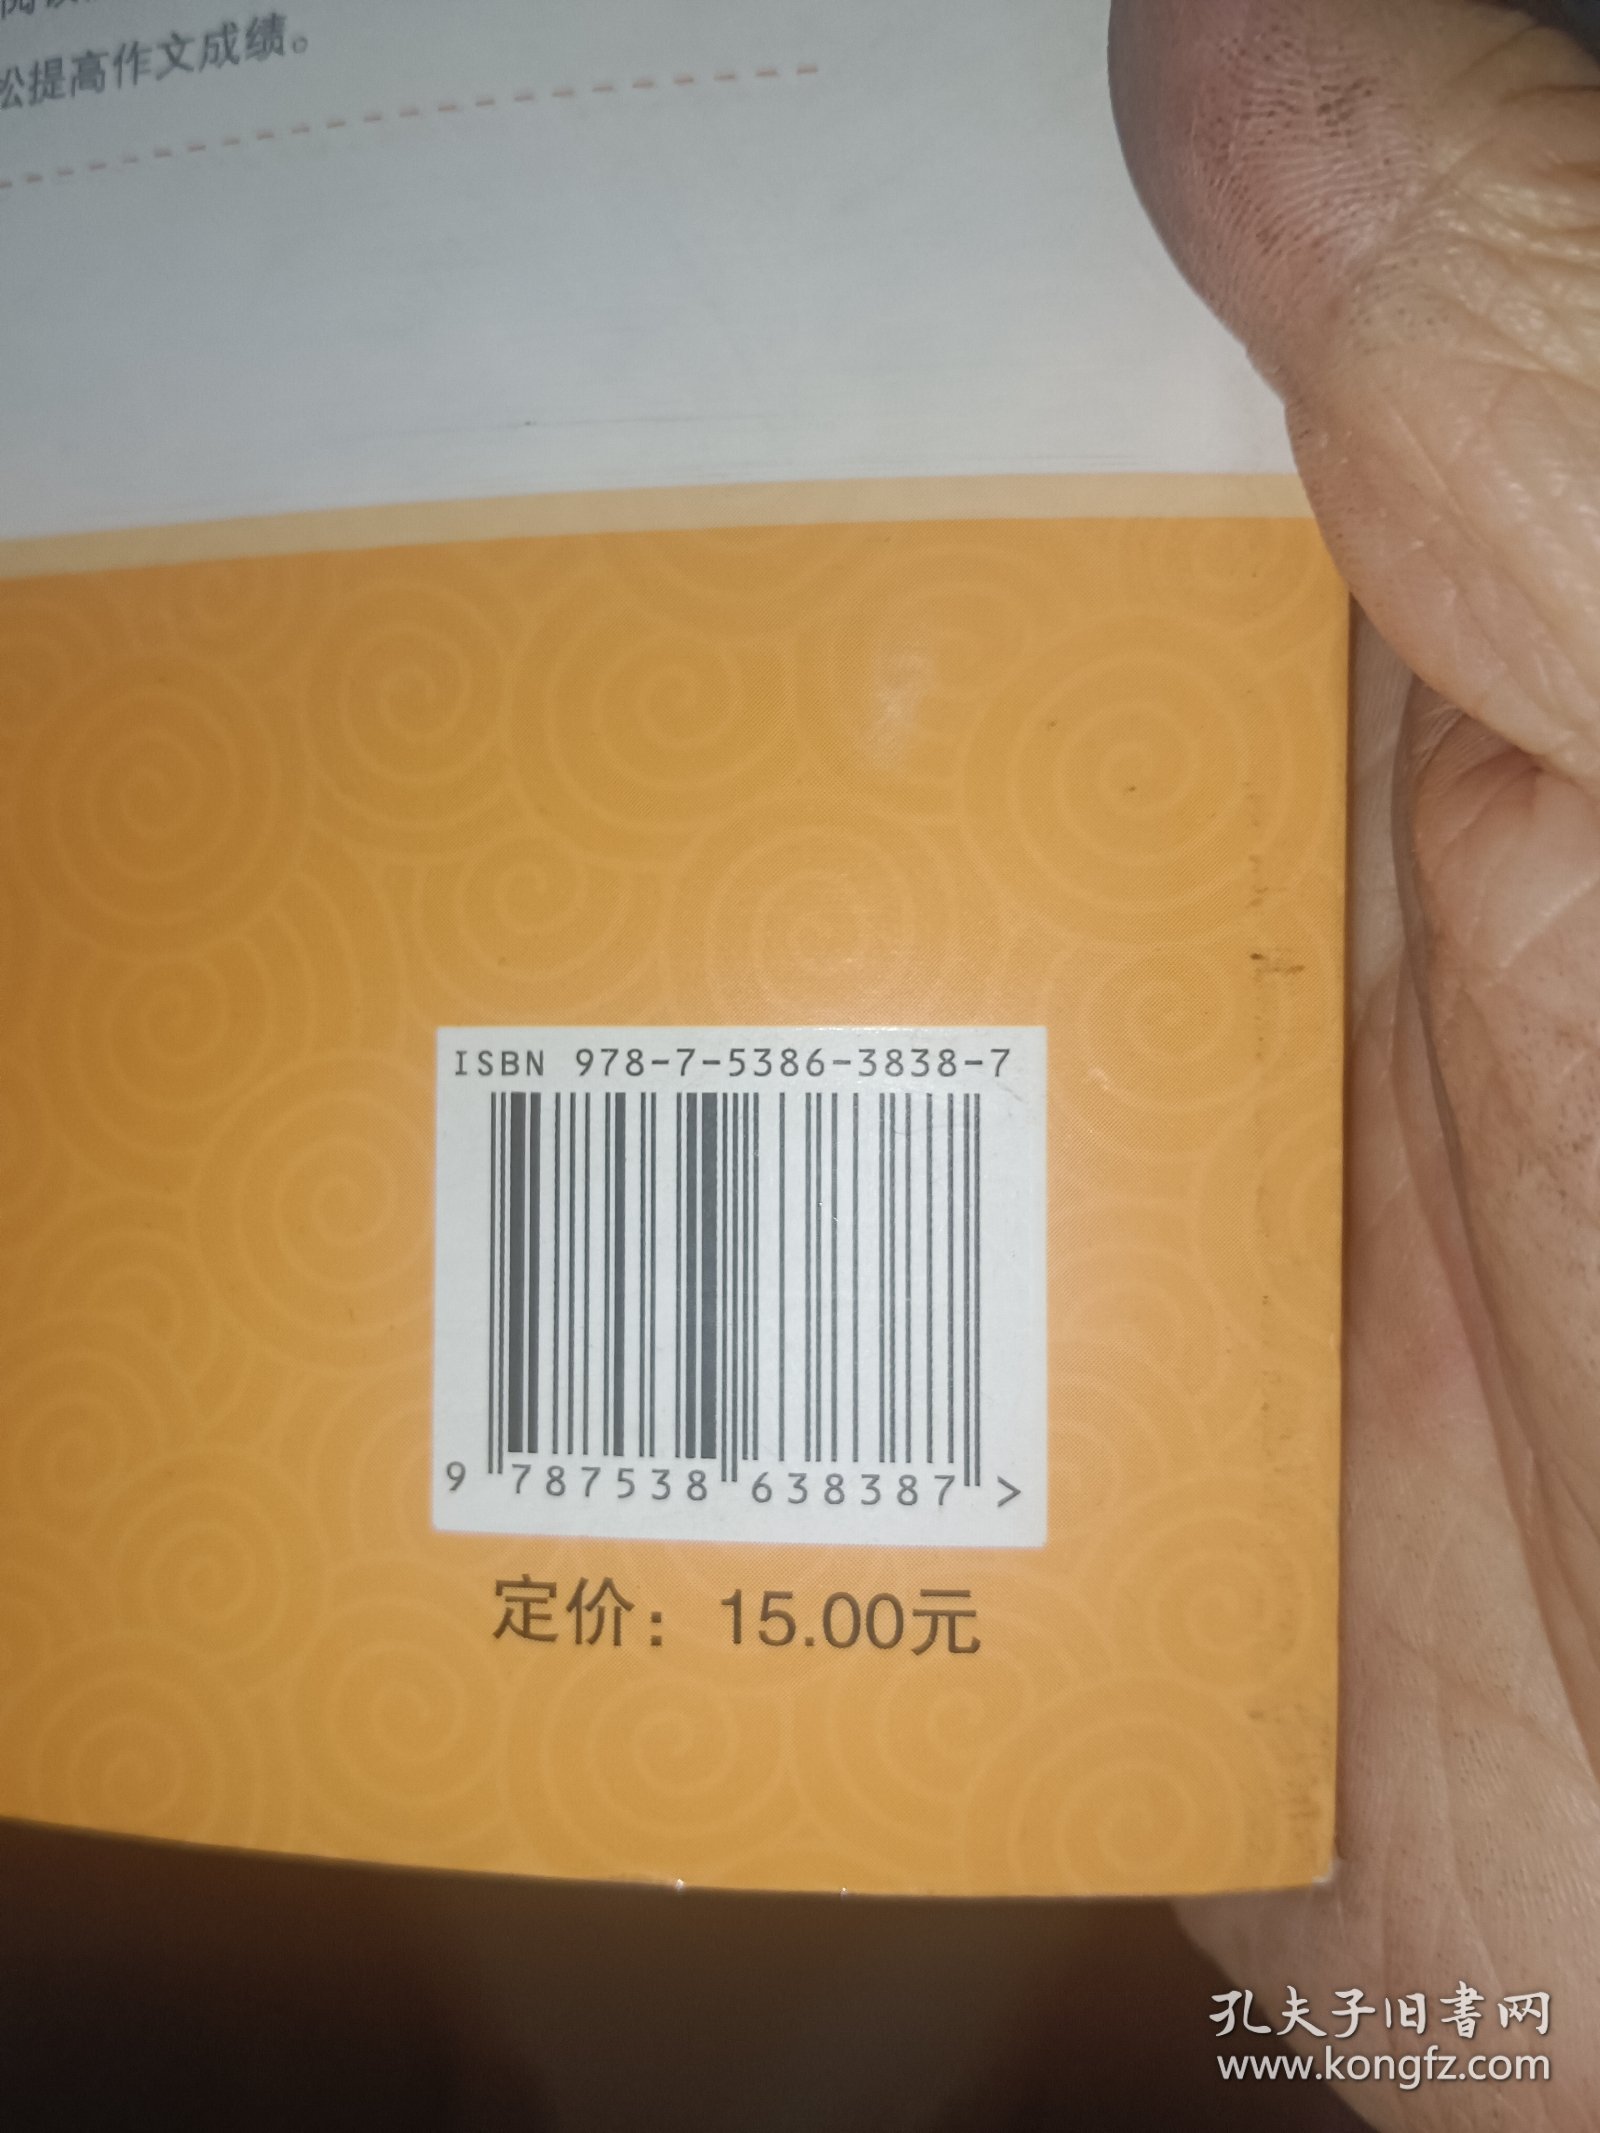 松提高作文成绩。
ISBN 978-7-5386-3838-7
9 787538 638387 >
定价：15.00元
孔夫子旧书网
www.kongfz.com